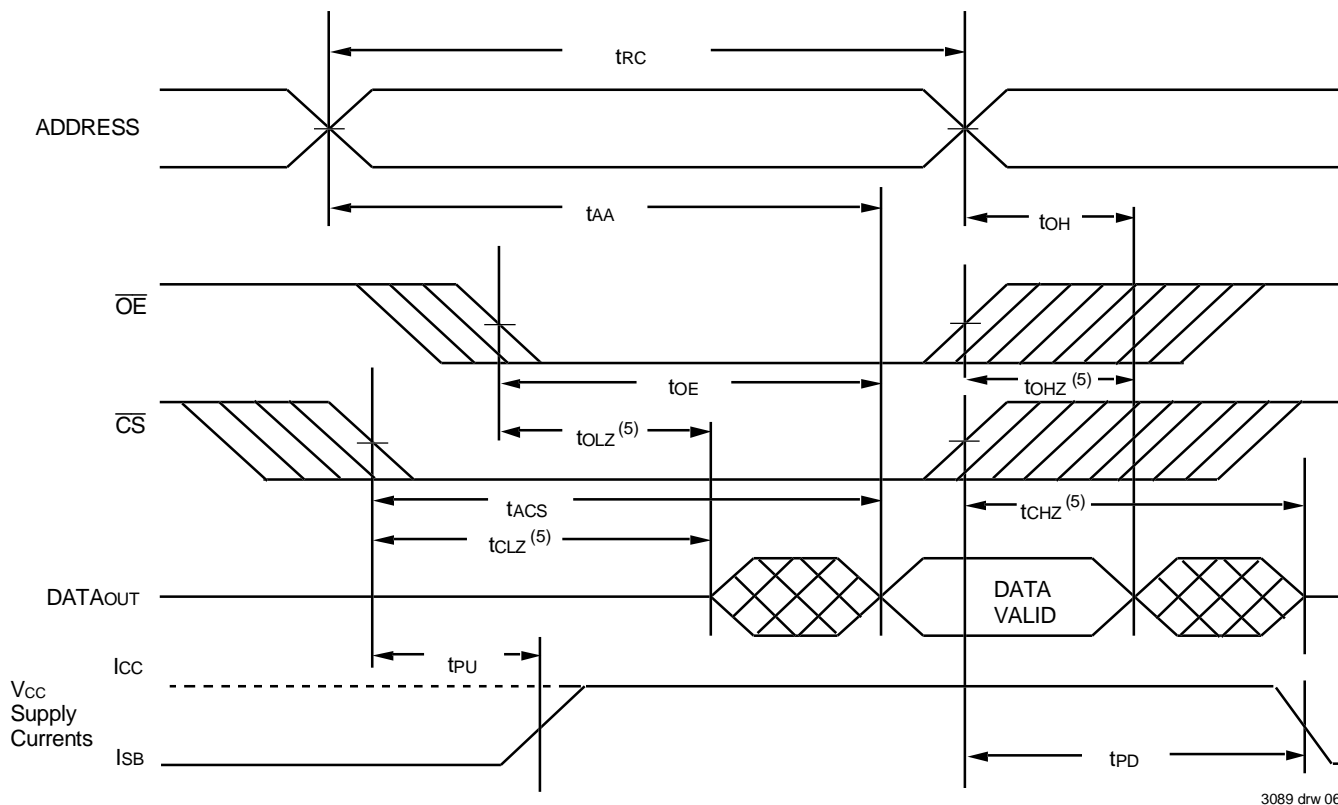 tRC
ADDRESS
tAA
tOH
OE
tOE
tOHZ (5)
CS
tOLZ (5)
tACS
tCHZ (5)
tCLZ (5)
DATAOUT
DATA
VALID
ICC
tPU
VCC
Supply
Currents
ISB
tPD
3089 drw 06